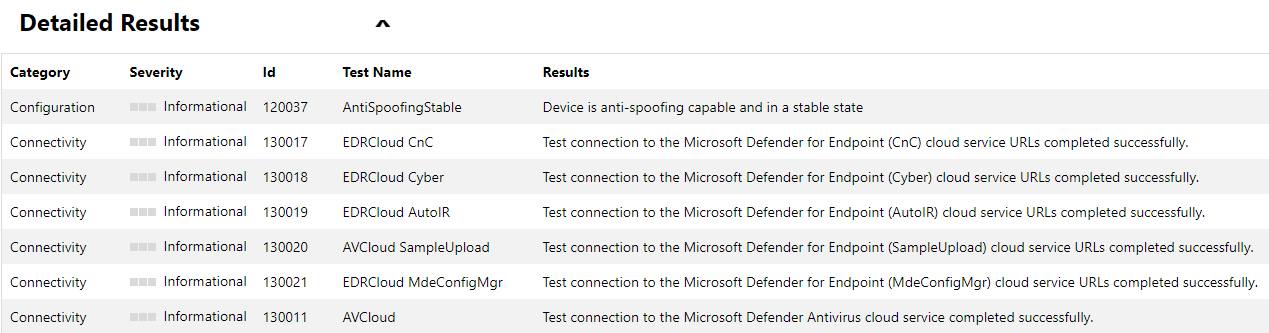 Detailed Results
Category Severity Id Test Name Results
Configuration Informational 120037 AntiSpoofingStable Device is anti-spoofing capable and in a stable state
Connectivity Informational 130017 EDRCloud CnC Test connection to the Microsoft Defender for Endpoint (CnC) cloud service URLs completed successfully.
Connectivity Informational 130018 EDRCloud Cyber Test connection to the Microsoft Defender for Endpoint (Cyber) cloud service URLs completed successfully.
Connectivity Informational 130019 EDRCloud AutoIR Test connection to the Microsoft Defender for Endpoint (AutoIR) cloud service URLs completed successfully.
Connectivity Informational 130020 AVCloud SampleUpload Test connection to the Microsoft Defender for Endpoint (SampleUpload) cloud service URLs completed successfully.
Connectivity Informational 130021 EDRCloud MdeConfigMgr Test connection to the Microsoft Defender for Endpoint (MdeConfigMgr) cloud service URLs completed successfully.
Connectivity Informational 130011 AVCloud Test connection to the Microsoft Defender Antivirus cloud service completed successfully.